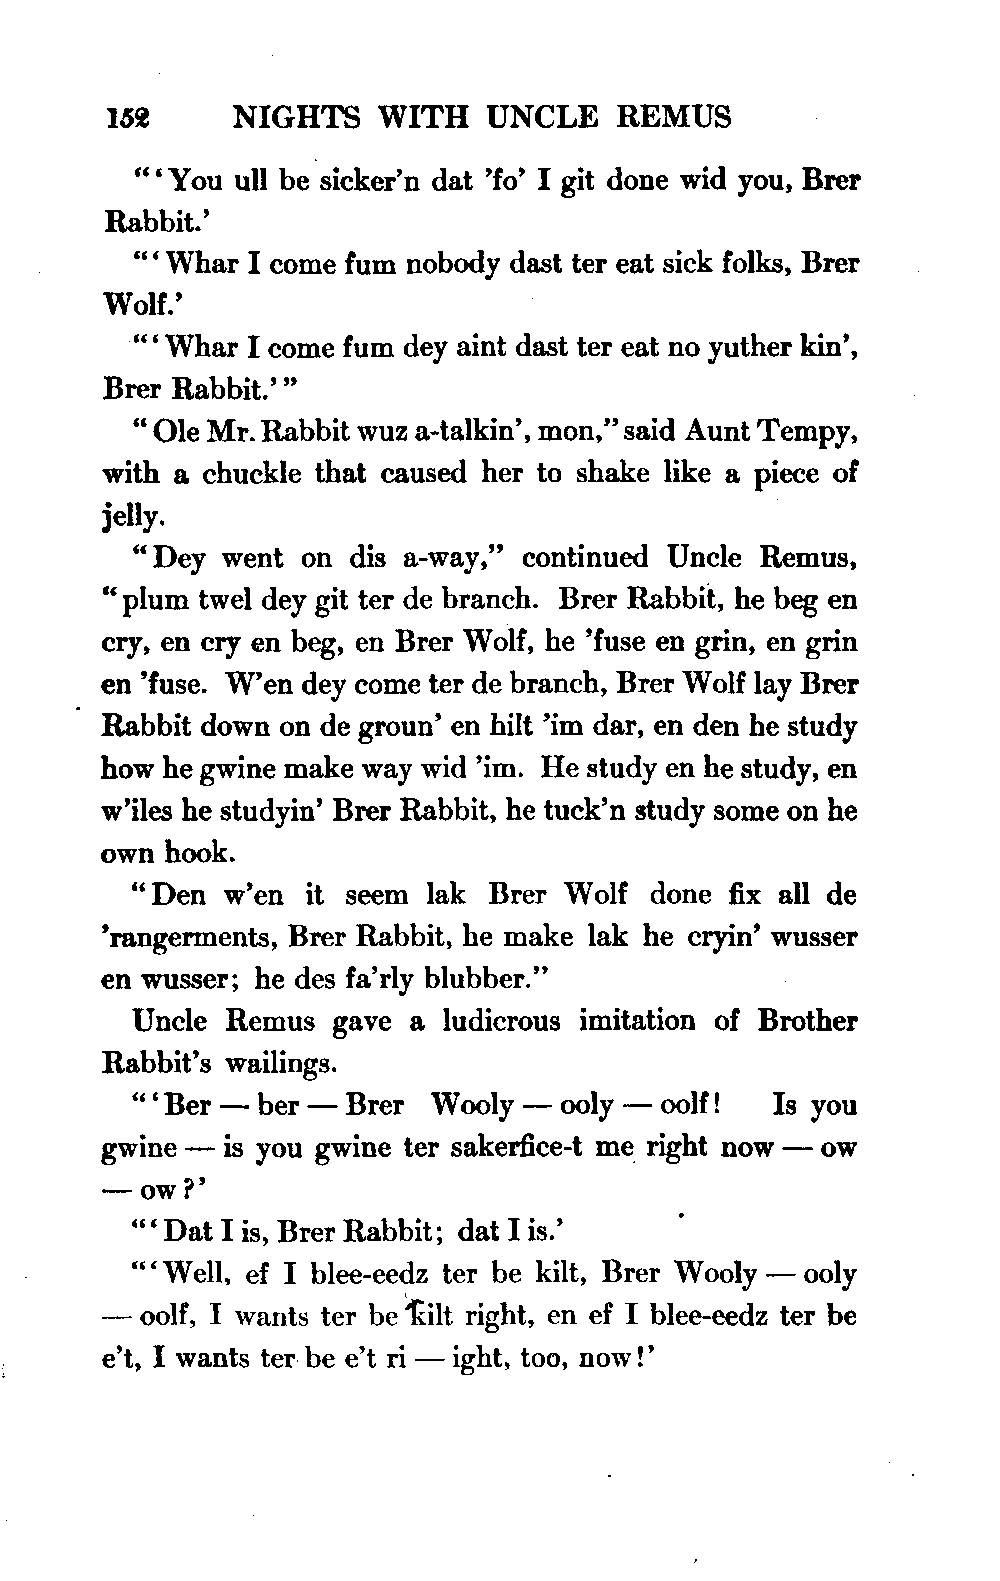 152 NIGHTS WITH UNCLE REMUS
"'You ull be sicker'n dat 'fo' I git done wid you, Brer
Rabbit.'
"'Whar I come fum nobody dast ter eat sick folks, Brer
Wolf.'
"'Whar I come fum dey aint dast ter eat no yuther kin',
Brer Rabbit.'"
"Ole Mr. Rabbit wuz a-talkin', mon," said Aunt Tempy,
with a chuckle that caused her to shake like a piece of
jelly.
"Dey went on dis a-way," continued Uncle Remus,
"plum twel dey git ter de branch. Brer Rabbit, he beg en
cry, en cry en beg, en Brer Wolf, he 'fuse en grin, en grin
en 'fuse. W'en dey come ter de branch, Brer Wolf lay Brer
Rabbit down on de groun' en hilt 'im dar, en den he study
how he gwine make way wid 'im. He study en he study, en
w'iles he studyin' Brer Rabbit, he tuck'n study some on he
own hook.
"Den w'en it seem lak Brer Wolf done fix all de
'rangerments, Brer Rabbit, he make lak he cryin' wusser
en wusser; he des fa'rly blubber."
Uncle Remus gave a ludicrous imitation of Brother
Rabbit's wailings.
"'Ber — ber — Brer Wooly — ooly — oolf! Is you
gwine — is you gwine ter sakerfice-t me right now — ow
— ow?'
"'Dat I is, Brer Rabbit; dat I is.'
"'Well, ef I blee-eedz ter be kilt, Brer Wooly — ooly
— oolf, I wants ter be kilt right, en ef I blee-eedz ter be
e't, I wants ter be e't ri — ight, too, now!'